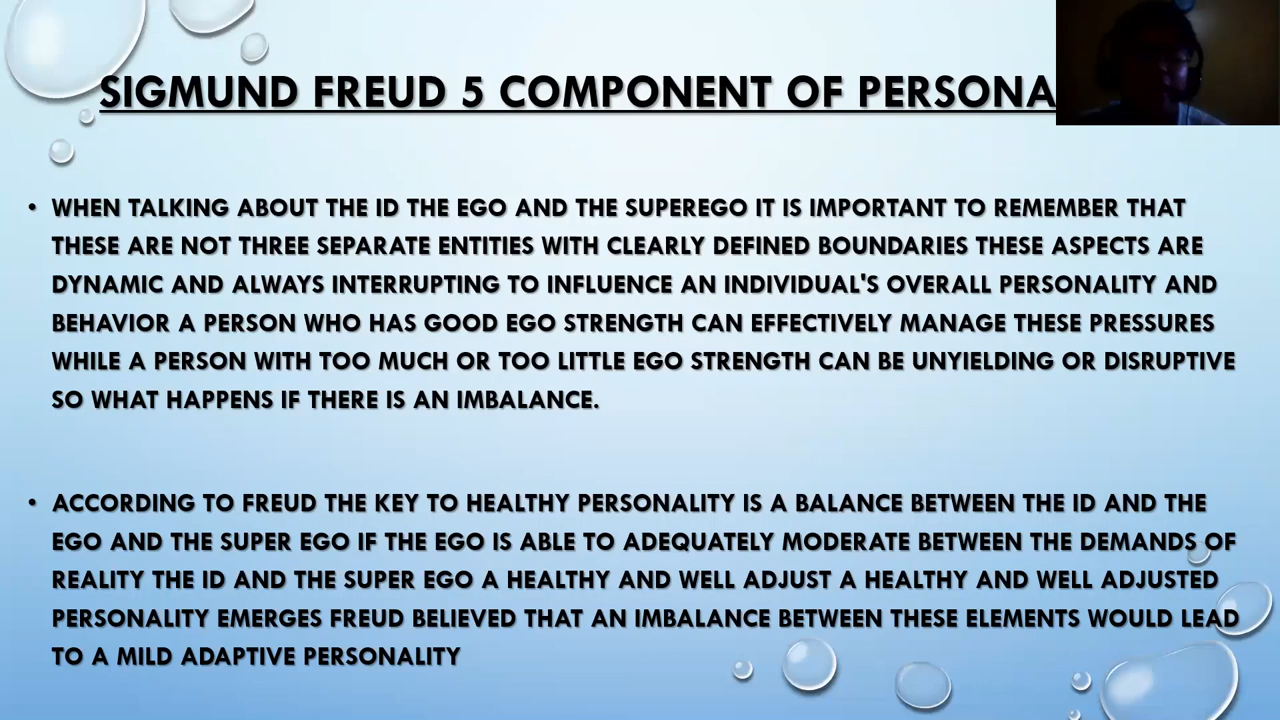 SIGMUND FREUD 5 COMPONENT OF PERSONA
• WHEN TALKING ABOUT THE ID THE EGO AND THE SUPEREGO IT IS IMPORTANT TO REMEMBER THAT
THESE ARE NOT THREE SEPARATE ENTITIES WITH CLEARLY DEFINED BOUNDARIES THESE ASPECTS ARE
DYNAMIC AND ALWAYS INTERRUPTING TO INFLUENCE AN INDIVIDUAL'S OVERALL PERSONALITY AND
BEHAVIOR A PERSON WHO HAS GOOD EGO STRENGTH CAN EFFECTIVELY MANAGE THESE PRESSURES
WHILE A PERSON WITH TOO MUCH OR TOO LITTLE EGO STRENGTH CAN BE UNYIELDING OR DISRUPTIVE
SO WHAT HAPPENS IF THERE IS AN IMBALANCE.
• ACCORDING TO FREUD THE KEY TO HEALTHY PERSONALITY IS A BALANCE BETWEEN THE ID AND THE
EGO AND THE SUPER EGO IF THE EGO IS ABLE TO ADEQUATELY MODERATE BETWEEN THE DEMANDS OF
REALITY THE ID AND THE SUPER EGO A HEALTHY AND WELL ADJUST A HEALTHY AND WELL ADJUSTED
PERSONALITY EMERGES FREUD BELIEVED THAT AN IMBALANCE BETWEEN THESE ELEMENTS WOULD LEAD
TO A MILD ADAPTIVE PERSONALITY